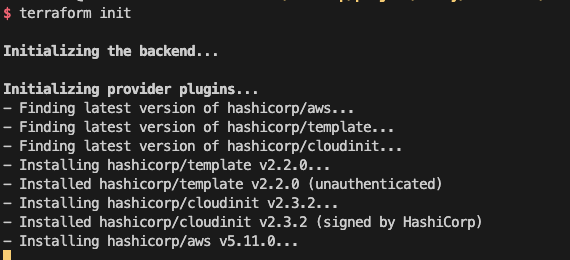 $ terraform init
Initializing the backend...
Initializing provider plugins...
- Finding latest version of hashicorp/aws...
- Finding latest version of hashicorp/template...
- Finding latest version of hashicorp/cloudinit...
- Installing hashicorp/template v2.2.0...
- Installed hashicorp/template v2.2.0 (unauthenticated)
- Installing hashicorp/cloudinit v2.3.2...
- Installed hashicorp/cloudinit v2.3.2 (signed by HashiCorp)
- Installing hashicorp/aws v5.11.0...